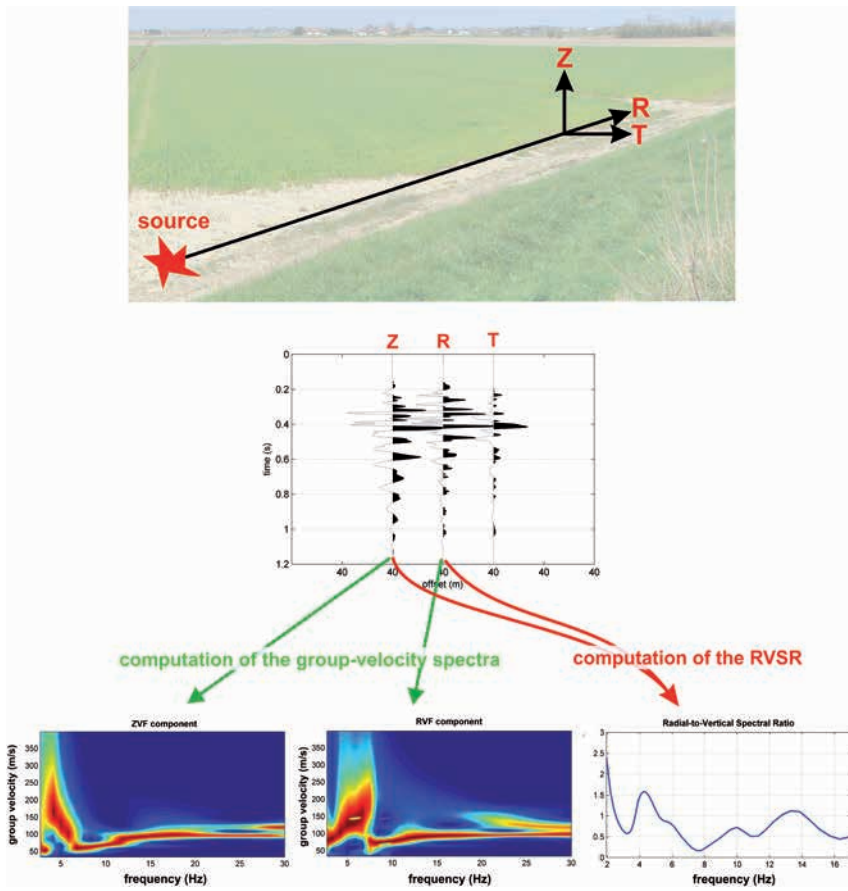 Z
R
T
source
Z R T
0
0.2
0.4
0.6
0.8
1
1.2
time (s)
40 40 40 40 40 40
offset (m)
computation of the group-velocity spectra
computation of the RVSR
ZVF component
350
300
250
200
150
100
50
group velocity (m/s)
5 10 15 20 25 30
frequency (Hz)
RVF component
350
300
250
200
150
100
50
group velocity (m/s)
5 10 15 20 25 30
frequency (Hz)
Radial-to-Vertical Spectral Ratio
3
2.5
2
1.5
1
0.5
0
2 4 6 8 10 12 14 16
frequency (Hz)